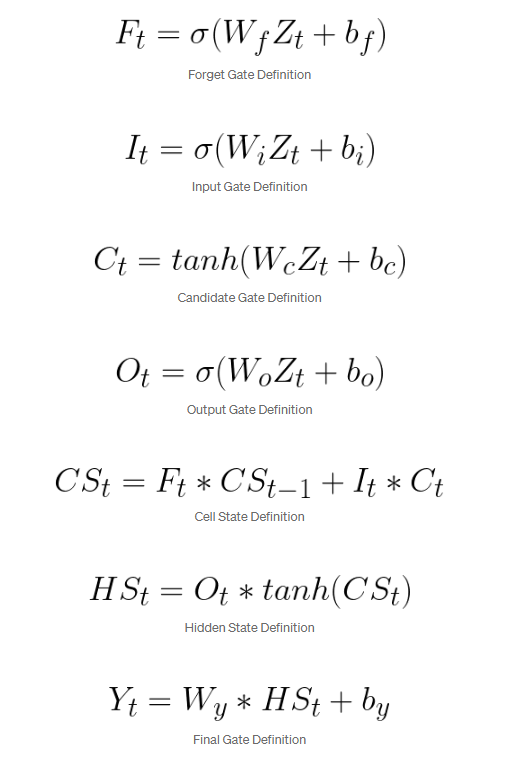 F_t = σ(W_f Z_t + b_f)
Forget Gate Definition
I_t = σ(W_i Z_t + b_i)
Input Gate Definition
C_t = tanh(W_c Z_t + b_c)
Candidate Gate Definition
O_t = σ(W_o Z_t + b_o)
Output Gate Definition
CS_t = F_t * CS_{t−1} + I_t * C_t
Cell State Definition
HS_t = O_t * tanh(CS_t)
Hidden State Definition
Y_t = W_y * HS_t + b_y
Final Gate Definition